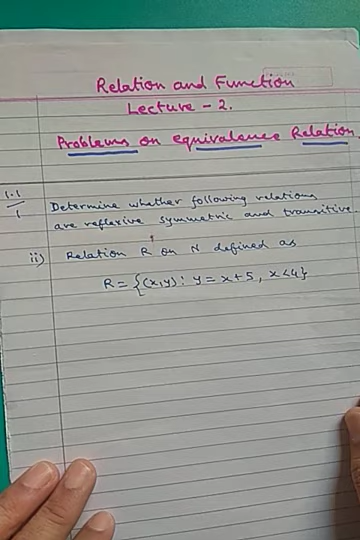 Relation and Function
Lecture - 2.
Problems on equivalence Relation.
1.1/1 Determine whether following relations
are reflexive symmetric and transitive.
ii) Relation R on N defined as
R = {(x,y) : y = x+5, x<4}